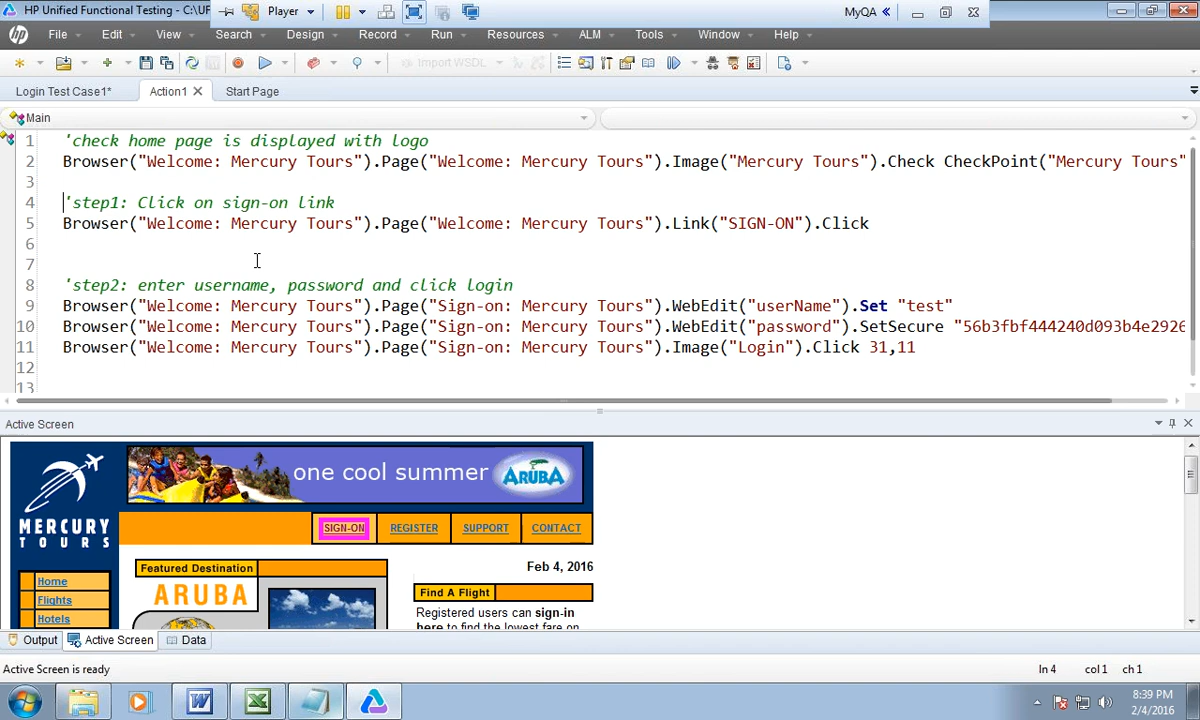 HP Unified Functional Testing - C:\UF
Player
MyQA
hp File Edit View Search Design Record Run Resources ALM Tools Window Help
Import WSDL
Login Test Case1* Action1 Start Page
Main
1 'check home page is displayed with logo
2 Browser("Welcome: Mercury Tours").Page("Welcome: Mercury Tours").Image("Mercury Tours").Check CheckPoint("Mercury Tours"
3
4 'step1: Click on sign-on link
5 Browser("Welcome: Mercury Tours").Page("Welcome: Mercury Tours").Link("SIGN-ON").Click
6
7
8 'step2: enter username, password and click login
9 Browser("Welcome: Mercury Tours").Page("Sign-on: Mercury Tours").WebEdit("userName").Set "test"
10 Browser("Welcome: Mercury Tours").Page("Sign-on: Mercury Tours").WebEdit("password").SetSecure "56b3fbf444240d093b4e2926
11 Browser("Welcome: Mercury Tours").Page("Sign-on: Mercury Tours").Image("Login").Click 31,11
12
13
Active Screen
one cool summer ARUBA
MERCURY
TOURS
SIGN-ON REGISTER SUPPORT CONTACT
Featured Destination
Feb 4, 2016
Home
ARUBA
Find A Flight
Flights
Registered users can sign-in
Hotels
here to find the lowest fare on
Output Active Screen Data
Active Screen is ready
ln 4 col 1 ch 1
8:39 PM
2/4/2016